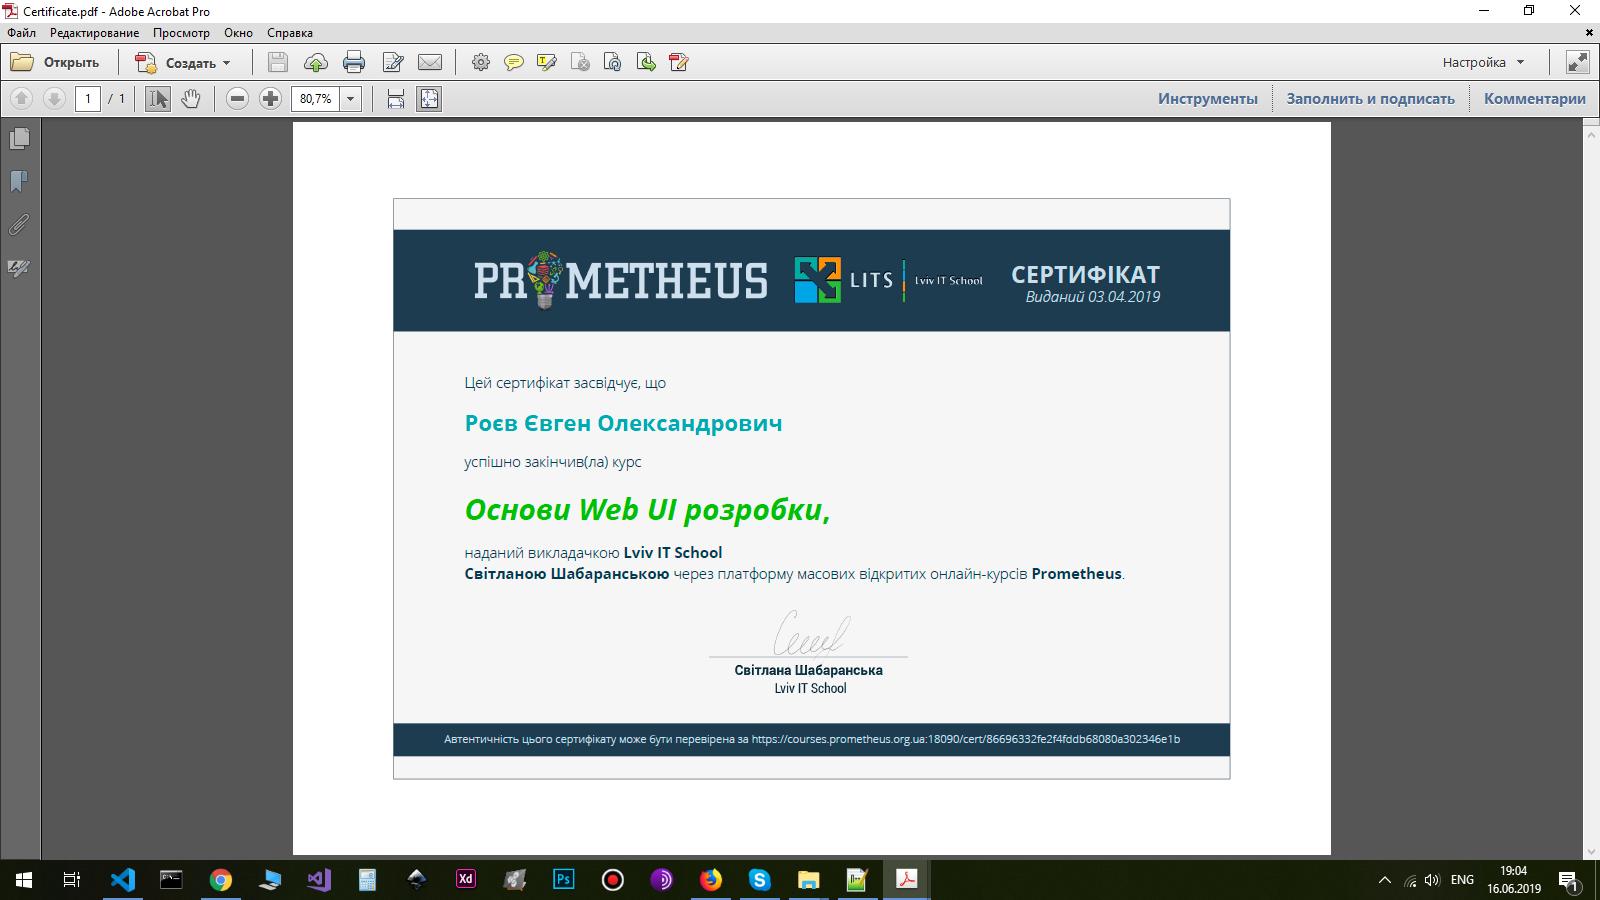 Certificate.pdf - Adobe Acrobat Pro
Файл Редактирование Просмотр Окно Справка
Открыть Создать Настройка
1 / 1 80,7% Инструменты Заполнить и подписать Комментарии
PROMETHEUS LITS Lviv IT School СЕРТИФІКАТ
Виданий 03.04.2019
Цей сертифікат засвідчує, що
Роєв Євген Олександрович
успішно закінчив(ла) курс
Основи Web UI розробки,
наданий викладачкою Lviv IT School
Світланою Шабаранською через платформу масових відкритих онлайн-курсів Prometheus.
Світлана Шабаранська
Lviv IT School
Автентичність цього сертифікату може бути перевірена за https://courses.prometheus.org.ua:18090/cert/86696332fe2f4fddb68080a302346e1b
Xd Ps ENG 19:04
16.06.2019 1